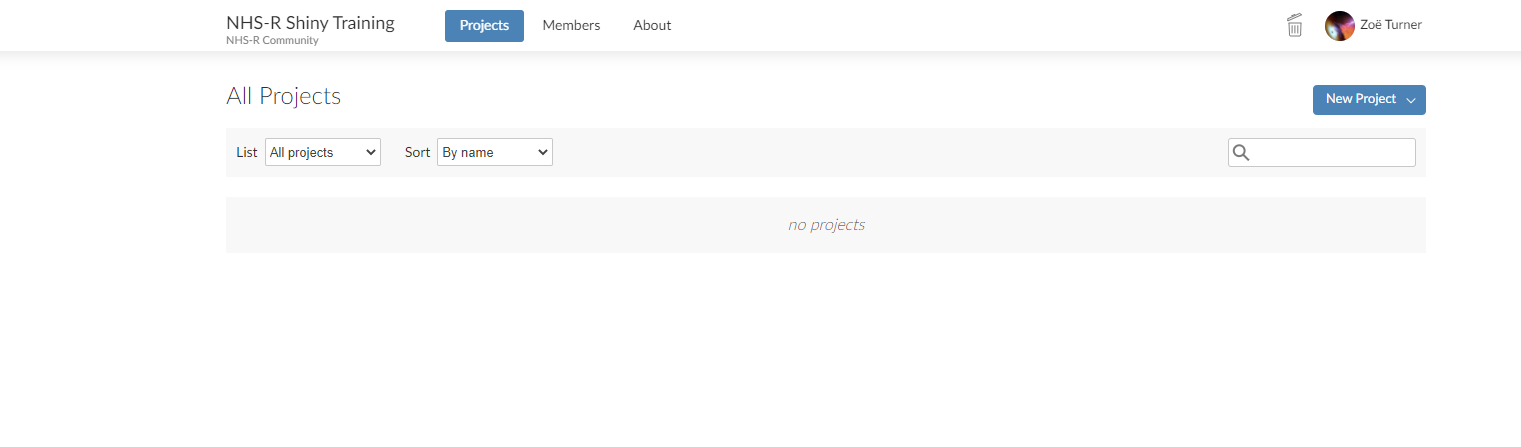 NHS-R Shiny Training
NHS-R Community
Projects
Members
About
Zoë Turner
All Projects
New Project
List
All projects
Sort
By name
no projects